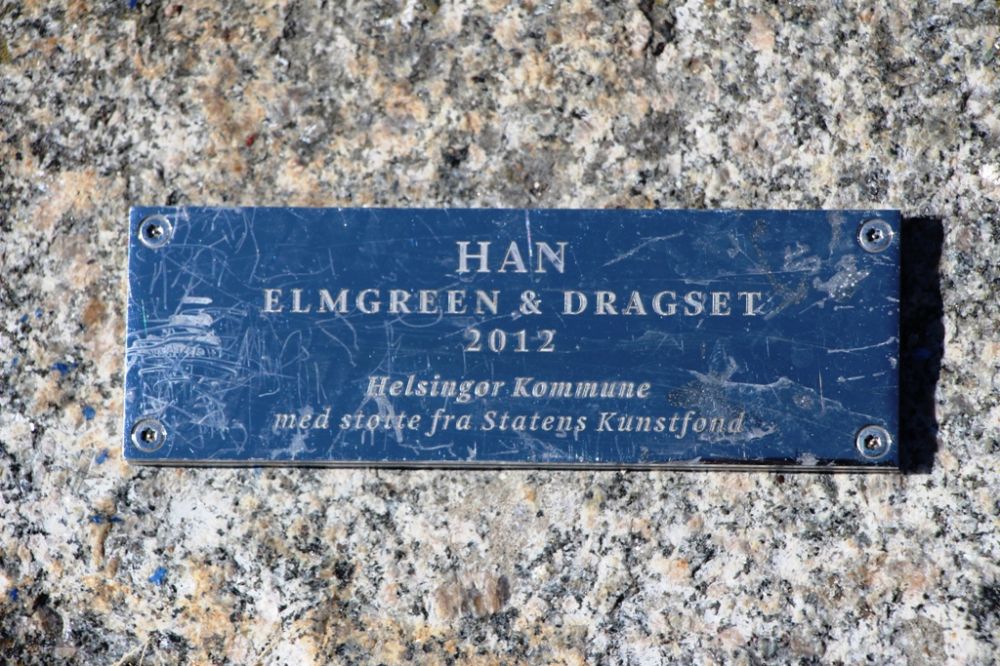 HAN
ELMGREEN & DRAGSET
2012
Helsingør Kommune
med støtte fra Statens Kunstfond